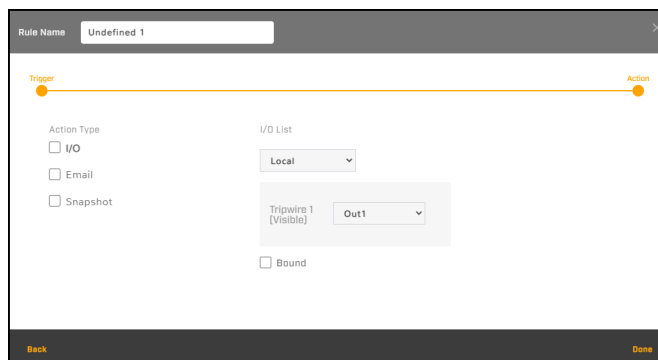 Rule Name Undefined 1
Trigger Action
Action Type I/O List
I/O
Local
Email
Snapshot
Tripwire 1
(Visible)
Out1
Bound
Back Done